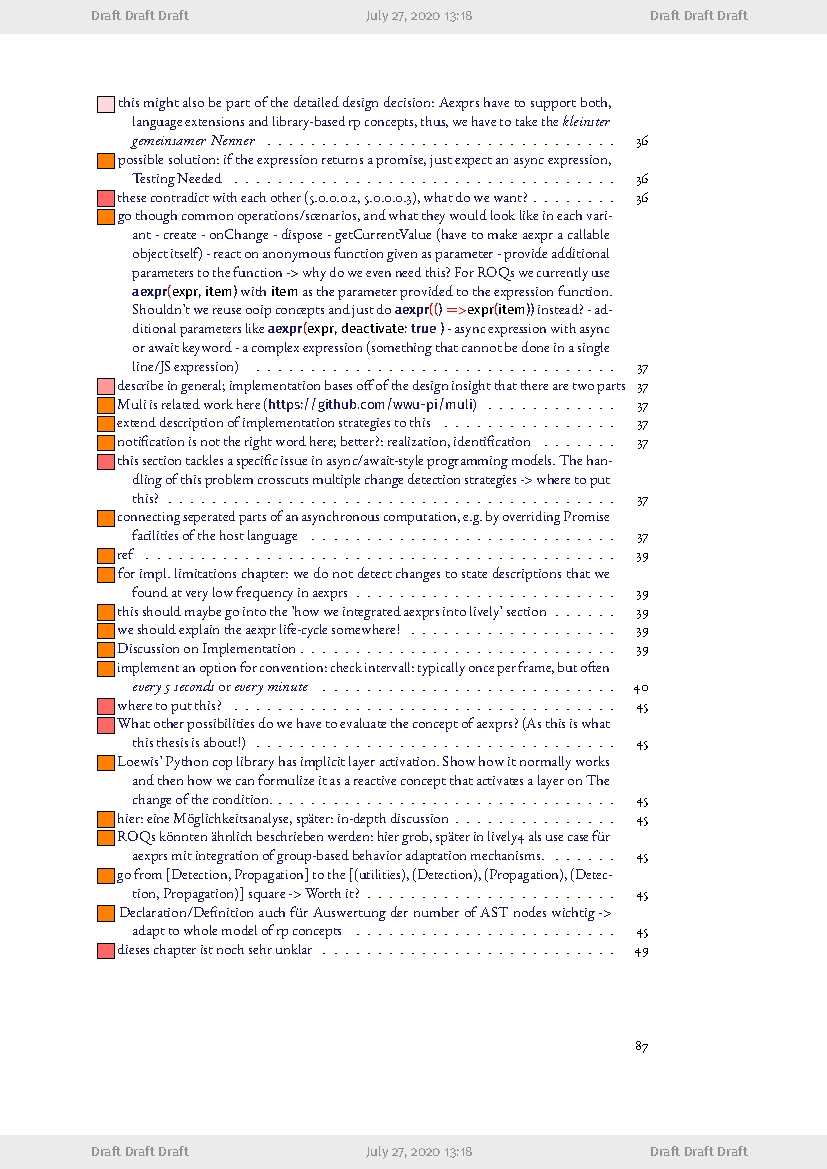 Draft Draft Draft July 27, 2020 13:18 Draft Draft Draft
this might also be part of the detailed design decision: Aexprs have to support both,
language extensions and library-based rp concepts, thus, we have to take the kleinster
gemeinsamer Nenner . . . . . . . . . . . . . . . . . . . . . . . . . . . . . . . . 36
possible solution: if the expression returns a promise, just expect an async expression,
Testing Needed . . . . . . . . . . . . . . . . . . . . . . . . . . . . . . . . . . . 36
these contradict with each other (5.0.0.0.2, 5.0.0.0.3), what do we want? . . . . . . . . 36
go though common operations/scenarios, and what they would look like in each vari-
ant - create - onChange - dispose - getCurrentValue (have to make aexpr a callable
object itself) - react on anonymous function given as parameter - provide additional
parameters to the function -> why do we even need this? For ROQs we currently use
aexpr(expr, item) with item as the parameter provided to the expression function.
Shouldn't we reuse ooip concepts and just do aexpr(() =>expr(item)) instead? - ad-
ditional parameters like aexpr(expr, deactivate: true ) - async expression with async
or await keyword - a complex expression (something that cannot be done in a single
line/JS expression) . . . . . . . . . . . . . . . . . . . . . . . . . . . . . . . . . 37
describe in general; implementation bases off of the design insight that there are two parts 37
Muli is related work here (https://github.com/wwu-pi/muli) . . . . . . . . . . . . 37
extend description of implementation strategies to this . . . . . . . . . . . . . . . . 37
notification is not the right word here; better?: realization, identification . . . . . . . 37
this section tackles a specific issue in async/await-style programming models. The han-
dling of this problem crosscuts multiple change detection strategies -> where to put
this? . . . . . . . . . . . . . . . . . . . . . . . . . . . . . . . . . . . . . . . . . 37
connecting seperated parts of an asynchronous computation, e.g. by overriding Promise
facilities of the host language . . . . . . . . . . . . . . . . . . . . . . . . . . . . 37
ref . . . . . . . . . . . . . . . . . . . . . . . . . . . . . . . . . . . . . . . . . . . 39
for impl. limitations chapter: we do not detect changes to state descriptions that we
found at very low frequency in aexprs . . . . . . . . . . . . . . . . . . . . . . . . 39
this should maybe go into the 'how we integrated aexprs into lively' section . . . . . . 39
we should explain the aexpr life-cycle somewhere! . . . . . . . . . . . . . . . . . . . 39
Discussion on Implementation . . . . . . . . . . . . . . . . . . . . . . . . . . . . . 39
implement an option for convention: check intervall: typically once per frame, but often
every 5 seconds or every minute . . . . . . . . . . . . . . . . . . . . . . . . . . . 40
where to put this? . . . . . . . . . . . . . . . . . . . . . . . . . . . . . . . . . . . 45
What other possibilities do we have to evaluate the concept of aexprs? (As this is what
this thesis is about!) . . . . . . . . . . . . . . . . . . . . . . . . . . . . . . . . . 45
Loewis' Python cop library has implicit layer activation. Show how it normally works
and then how we can formulize it as a reactive concept that activates a layer on The
change of the condition. . . . . . . . . . . . . . . . . . . . . . . . . . . . . . . . 45
hier: eine Möglichkeitsanalyse, später: in-depth discussion . . . . . . . . . . . . . . . 45
ROQs könnten ähnlich beschrieben werden: hier grob, später in lively4 als use case für
aexprs mit integration of group-based behavior adaptation mechanisms. . . . . . . 45
go from [Detection, Propagation] to the [(utilities), (Detection), (Propagation), (Detec-
tion, Propagation)] square -> Worth it? . . . . . . . . . . . . . . . . . . . . . . . 45
Declaration/Definition auch für Auswertung der number of AST nodes wichtig ->
adapt to whole model of rp concepts . . . . . . . . . . . . . . . . . . . . . . . . 45
dieses chapter ist noch sehr unklar . . . . . . . . . . . . . . . . . . . . . . . . . . . 49
87
Draft Draft Draft July 27, 2020 13:18 Draft Draft Draft